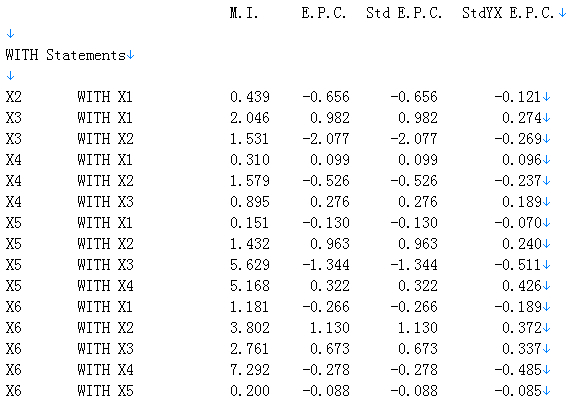 M.I. E.P.C. Std E.P.C. StdYX E.P.C.↓
↓
WITH Statements↓
↓
X2 WITH X1 0.439 -0.656 -0.656 -0.121↓
X3 WITH X1 2.046 0.982 0.982 0.274↓
X3 WITH X2 1.531 -2.077 -2.077 -0.269↓
X4 WITH X1 0.310 0.099 0.099 0.096↓
X4 WITH X2 1.579 -0.526 -0.526 -0.237↓
X4 WITH X3 0.895 0.276 0.276 0.189↓
X5 WITH X1 0.151 -0.130 -0.130 -0.070↓
X5 WITH X2 1.432 0.963 0.963 0.240↓
X5 WITH X3 5.629 -1.344 -1.344 -0.511↓
X5 WITH X4 5.168 0.322 0.322 0.426↓
X6 WITH X1 1.181 -0.266 -0.266 -0.189↓
X6 WITH X2 3.802 1.130 1.130 0.372↓
X6 WITH X3 2.761 0.673 0.673 0.337↓
X6 WITH X4 7.292 -0.278 -0.278 -0.485↓
X6 WITH X5 0.200 -0.088 -0.088 -0.085↓